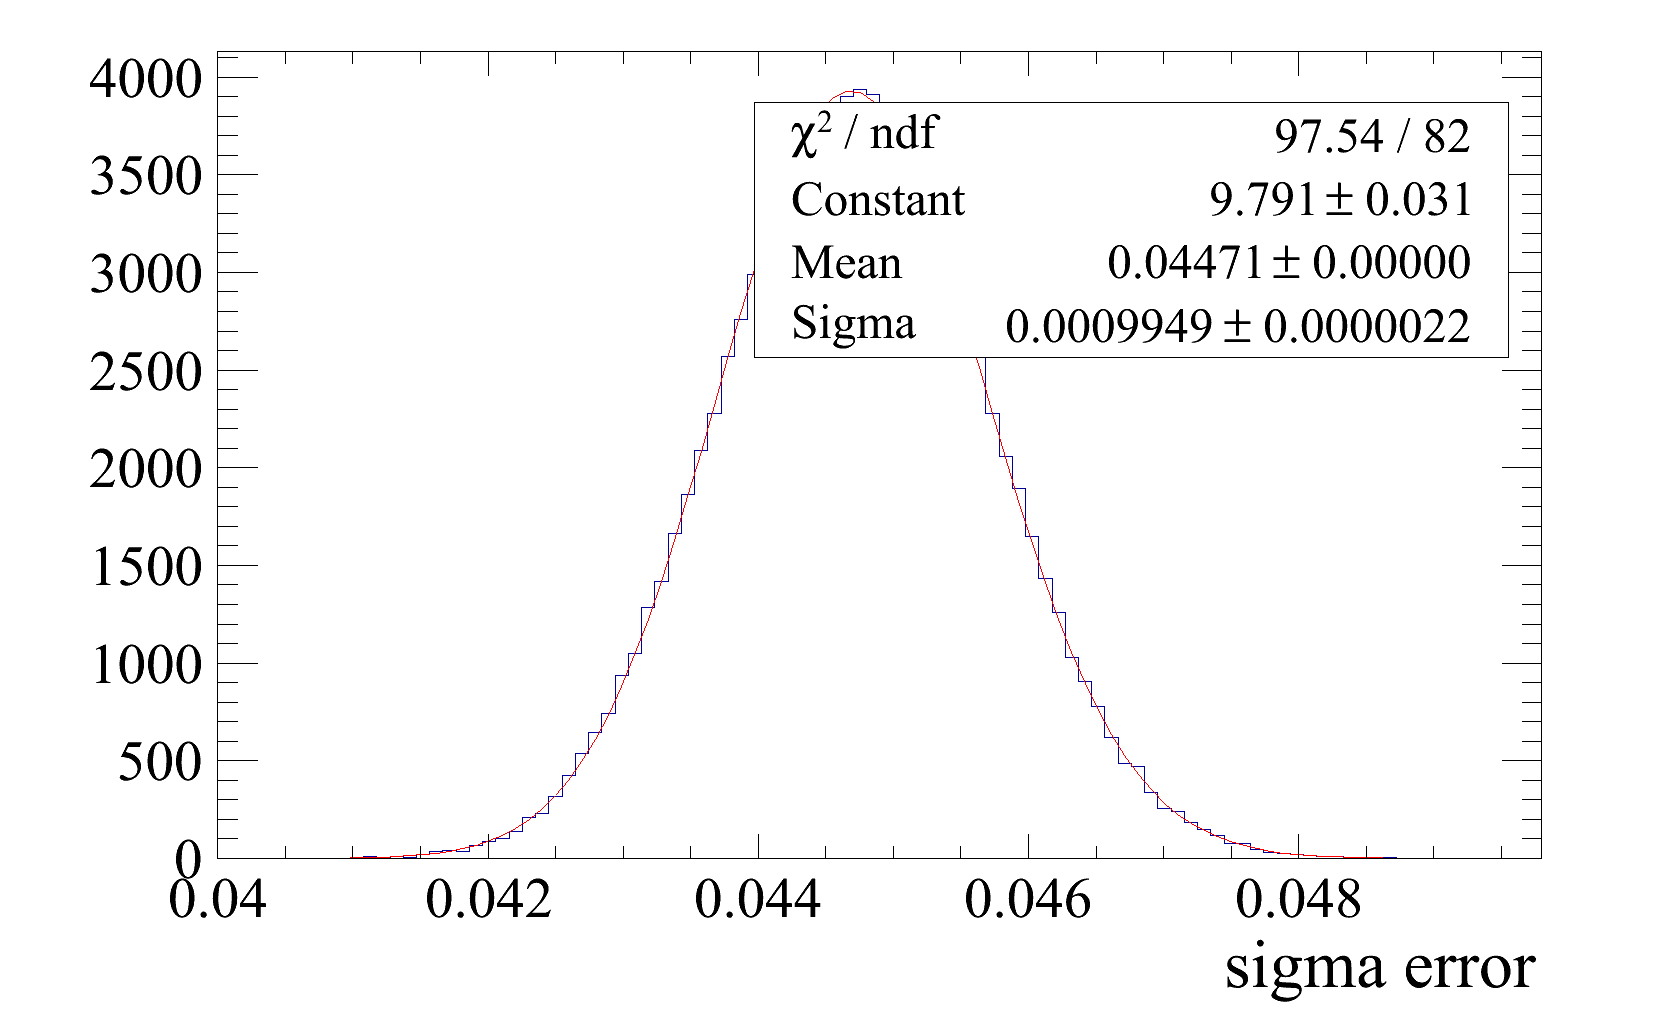 4000
3500
3000
2500
2000
1500
1000
500
0
χ² / ndf 97.54 / 82
Constant 9.791 ± 0.031
Mean 0.04471 ± 0.00000
Sigma 0.0009949 ± 0.0000022
0.04 0.042 0.044 0.046 0.048
sigma error